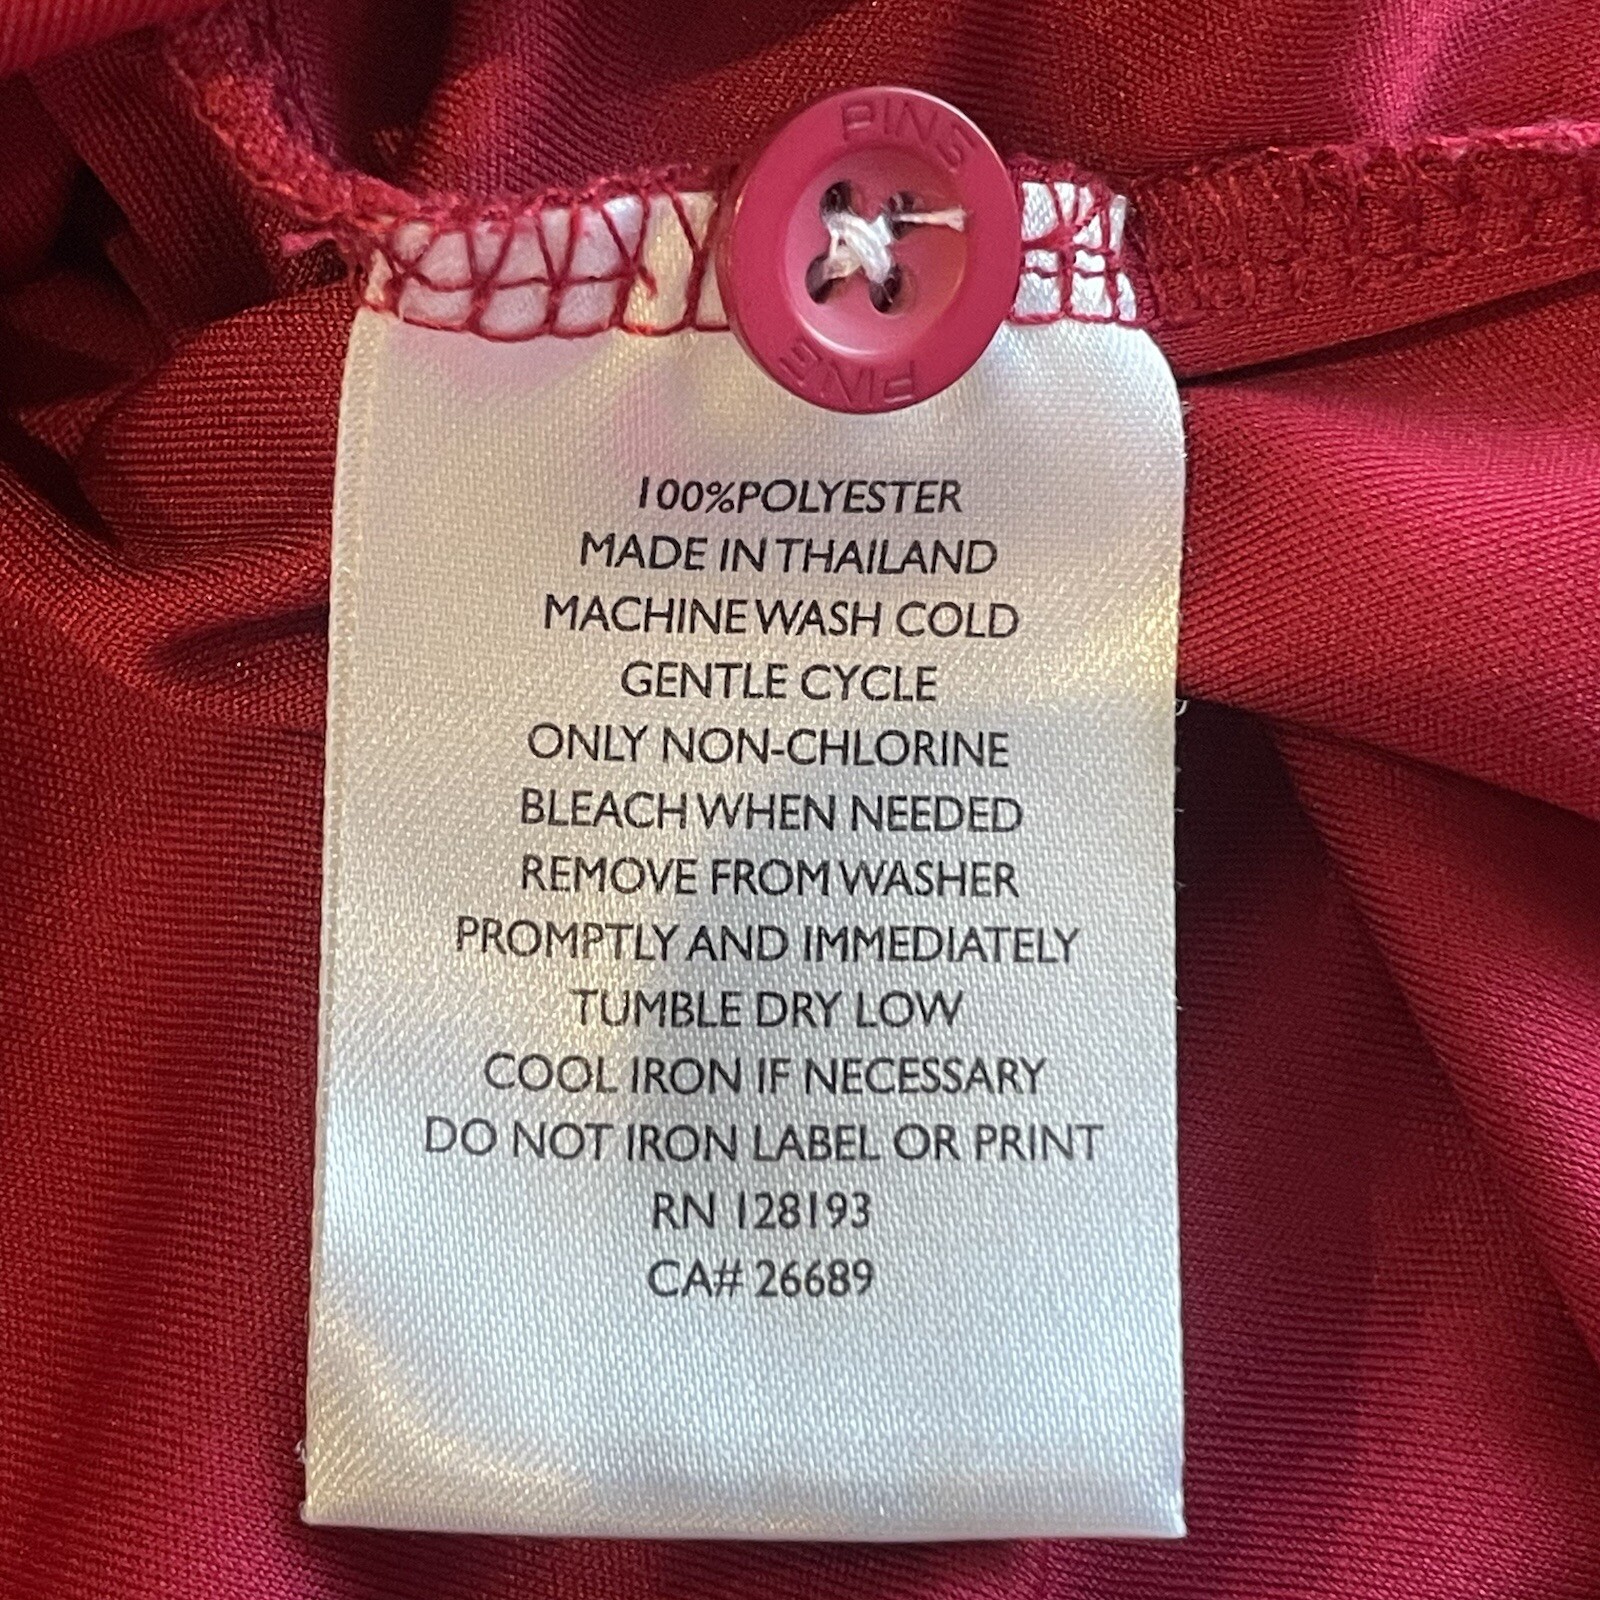 PINS
PINE
100%POLYESTER
MADE IN THAILAND
MACHINE WASH COLD
GENTLE CYCLE
ONLY NON-CHLORINE
BLEACH WHEN NEEDED
REMOVE FROM WASHER
PROMPTLY AND IMMEDIATELY
TUMBLE DRY LOW
COOL IRON IF NECESSARY
DO NOT IRON LABEL OR PRINT
RN 128193
CA# 26689